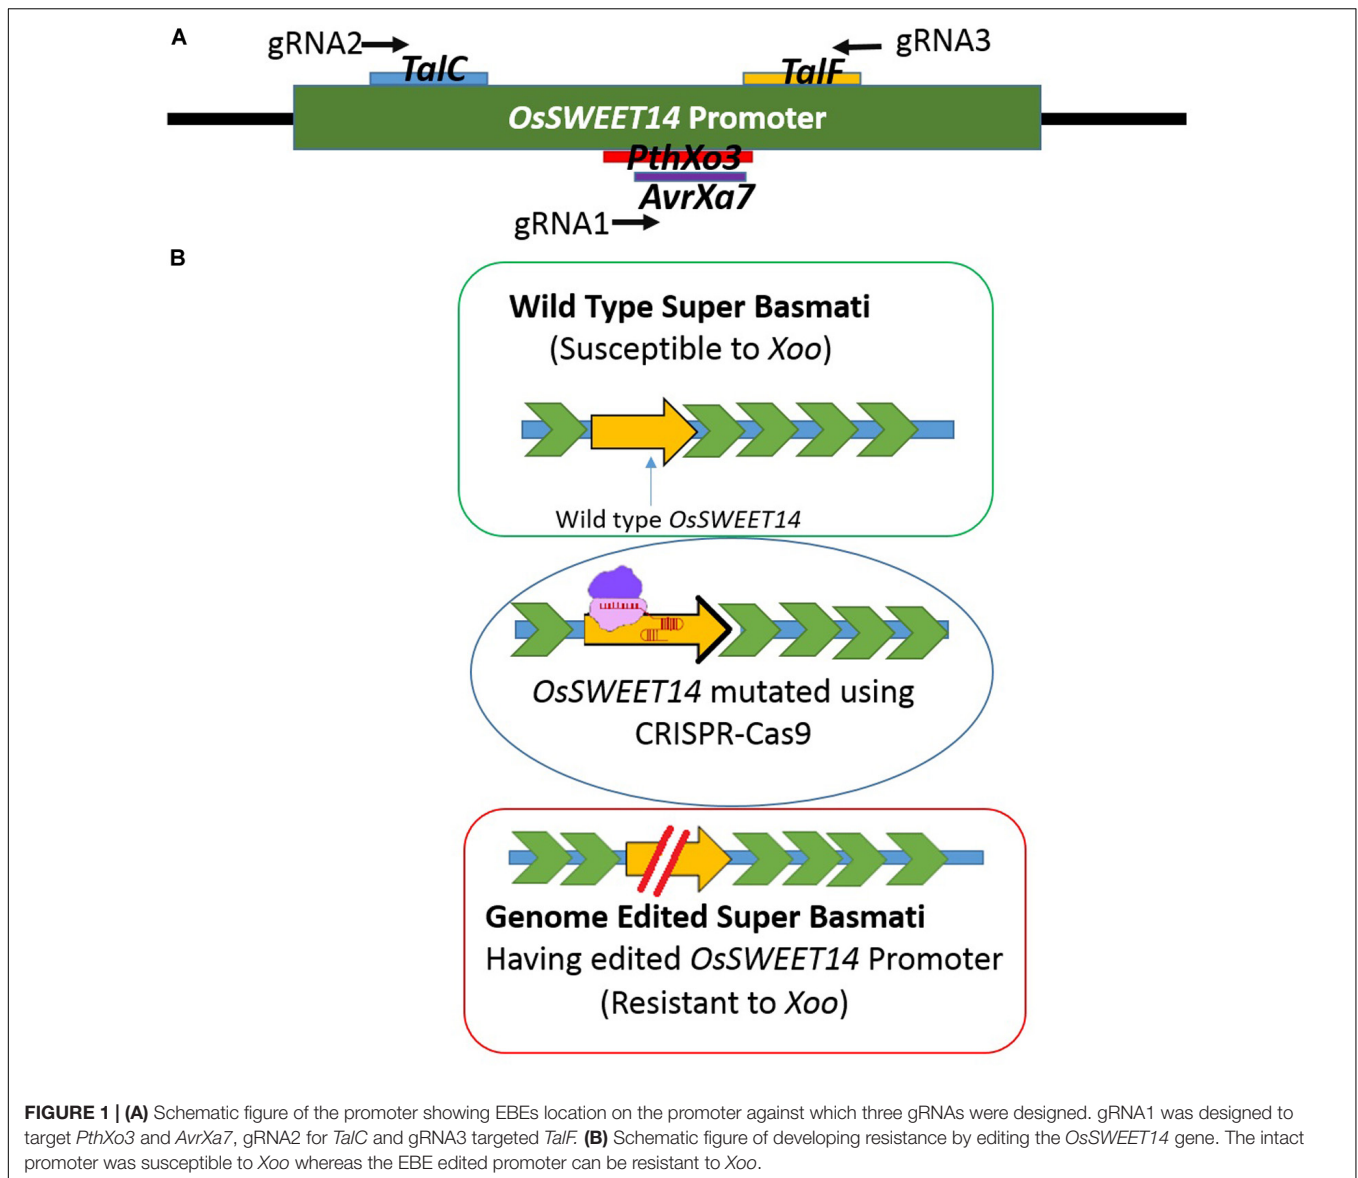 A
gRNA2
gRNA3
TalC
TalF
OsSWEET14 Promoter
PthXo3
AvrXa7
gRNA1
B
Wild Type Super Basmati
(Susceptible to Xoo)
Wild type OsSWEET14
OsSWEET14 mutated using
CRISPR-Cas9
Genome Edited Super Basmati
Having edited OsSWEET14 Promoter
(Resistant to Xoo)
FIGURE 1 | (A) Schematic figure of the promoter showing EBEs location on the promoter against which three gRNAs were designed. gRNA1 was designed to
target PthXo3 and AvrXa7, gRNA2 for TalC and gRNA3 targeted TalF. (B) Schematic figure of developing resistance by editing the OsSWEET14 gene. The intact
promoter was susceptible to Xoo whereas the EBE edited promoter can be resistant to Xoo.